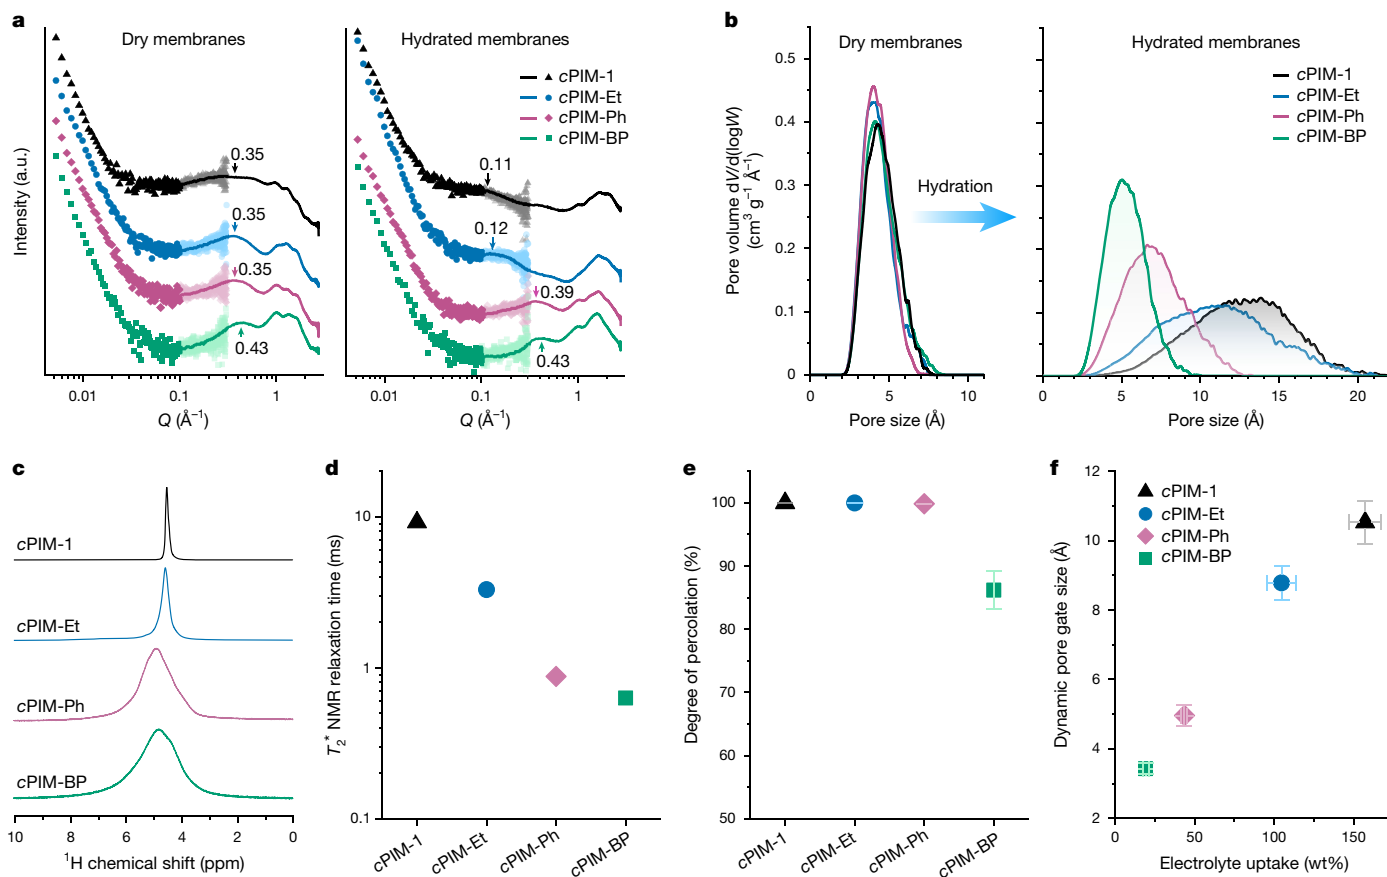 a
Dry membranes
Hydrated membranes
cPIM-1
cPIM-Et
cPIM-Ph
cPIM-BP
0.35
0.35
0.35
0.43
0.11
0.12
0.39
0.43
Intensity (a.u.)
0.01
0.1
1
0.01
0.1
1
Q (Å⁻¹)
Q (Å⁻¹)
b
Dry membranes
Hydrated membranes
cPIM-1
cPIM-Et
cPIM-Ph
cPIM-BP
Hydration
Pore volume dV/d(logW)
(cm³ g⁻¹ Å⁻¹)
0.5
0.4
0.3
0.2
0.1
0
0
5
10
0
5
10
15
20
Pore size (Å)
Pore size (Å)
c
cPIM-1
cPIM-Et
cPIM-Ph
cPIM-BP
10
8
6
4
2
0
¹H chemical shift (ppm)
d
T₂* NMR relaxation time (ms)
10
1
0.1
cPIM-1
cPIM-Et
cPIM-Ph
cPIM-BP
e
Degree of percolation (%)
100
90
80
70
60
50
cPIM-1
cPIM-Et
cPIM-Ph
cPIM-BP
f
cPIM-1
cPIM-Et
cPIM-Ph
cPIM-BP
Dynamic pore gate size (Å)
12
10
8
6
4
2
0
50
100
150
Electrolyte uptake (wt%)